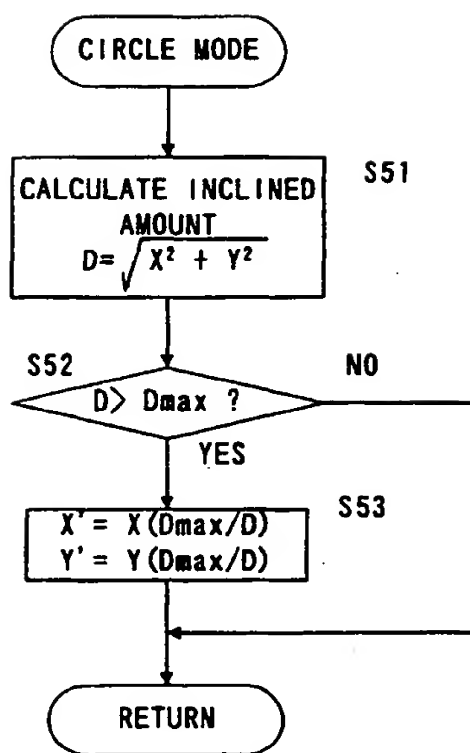 CIRCLE MODE
S51
CALCULATE INCLINED
AMOUNT
D=√X² + Y²
S52
NO
D> Dmax ?
YES
S53
X'= X(Dmax/D)
Y'= Y(Dmax/D)
RETURN